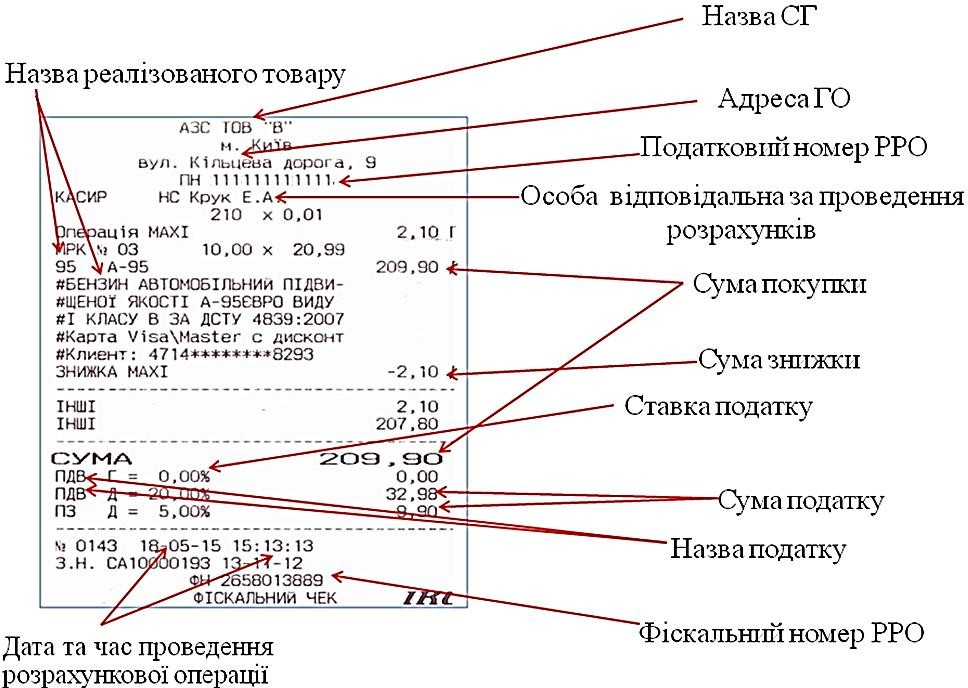 Назва СГ
Назва реалізованого товару
Адреса ГО
Податковий номер РРО
Особа відповідальна за проведення
розрахунків
Сума покупки
Сума знижки
Ставка податку
Сума податку
Назва податку
Фіскальний номер РРО
Дата та час проведення
розрахункової операції
АЗС ТОВ "В"
м. Київ
вул. Кільцева дорога, 9
ПН 111111111111
КАСИР НС Крук Е.А
210 x 0,01
Операція MAXI 2,10 Г
МРК № 03 10,00 x 20,99
95 А-95 209,90
#БЕНЗИН АВТОМОБІЛЬНИЙ ПІДВИ-
#ЩЕНОЇ ЯКОСТІ А-95ЄВРО ВИДУ
#І КЛАСУ В ЗА ДСТУ 4839:2007
#Карта Visa\Master с дисконт
#Клиент: 4714********8293
ЗНИЖКА MAXI -2,10
ІНШІ 2,10
ІНШІ 207,80
СУМА 209,90
ПДВ Г = 0,00% 0,00
ПДВ Д = 20,00% 32,98
ПЗ Д = 5,00% 9,90
№ 0143 18-05-15 15:13:13
З.Н. СА10000193 13-11-12
ФН 2658013889
ФІСКАЛЬНИЙ ЧЕК